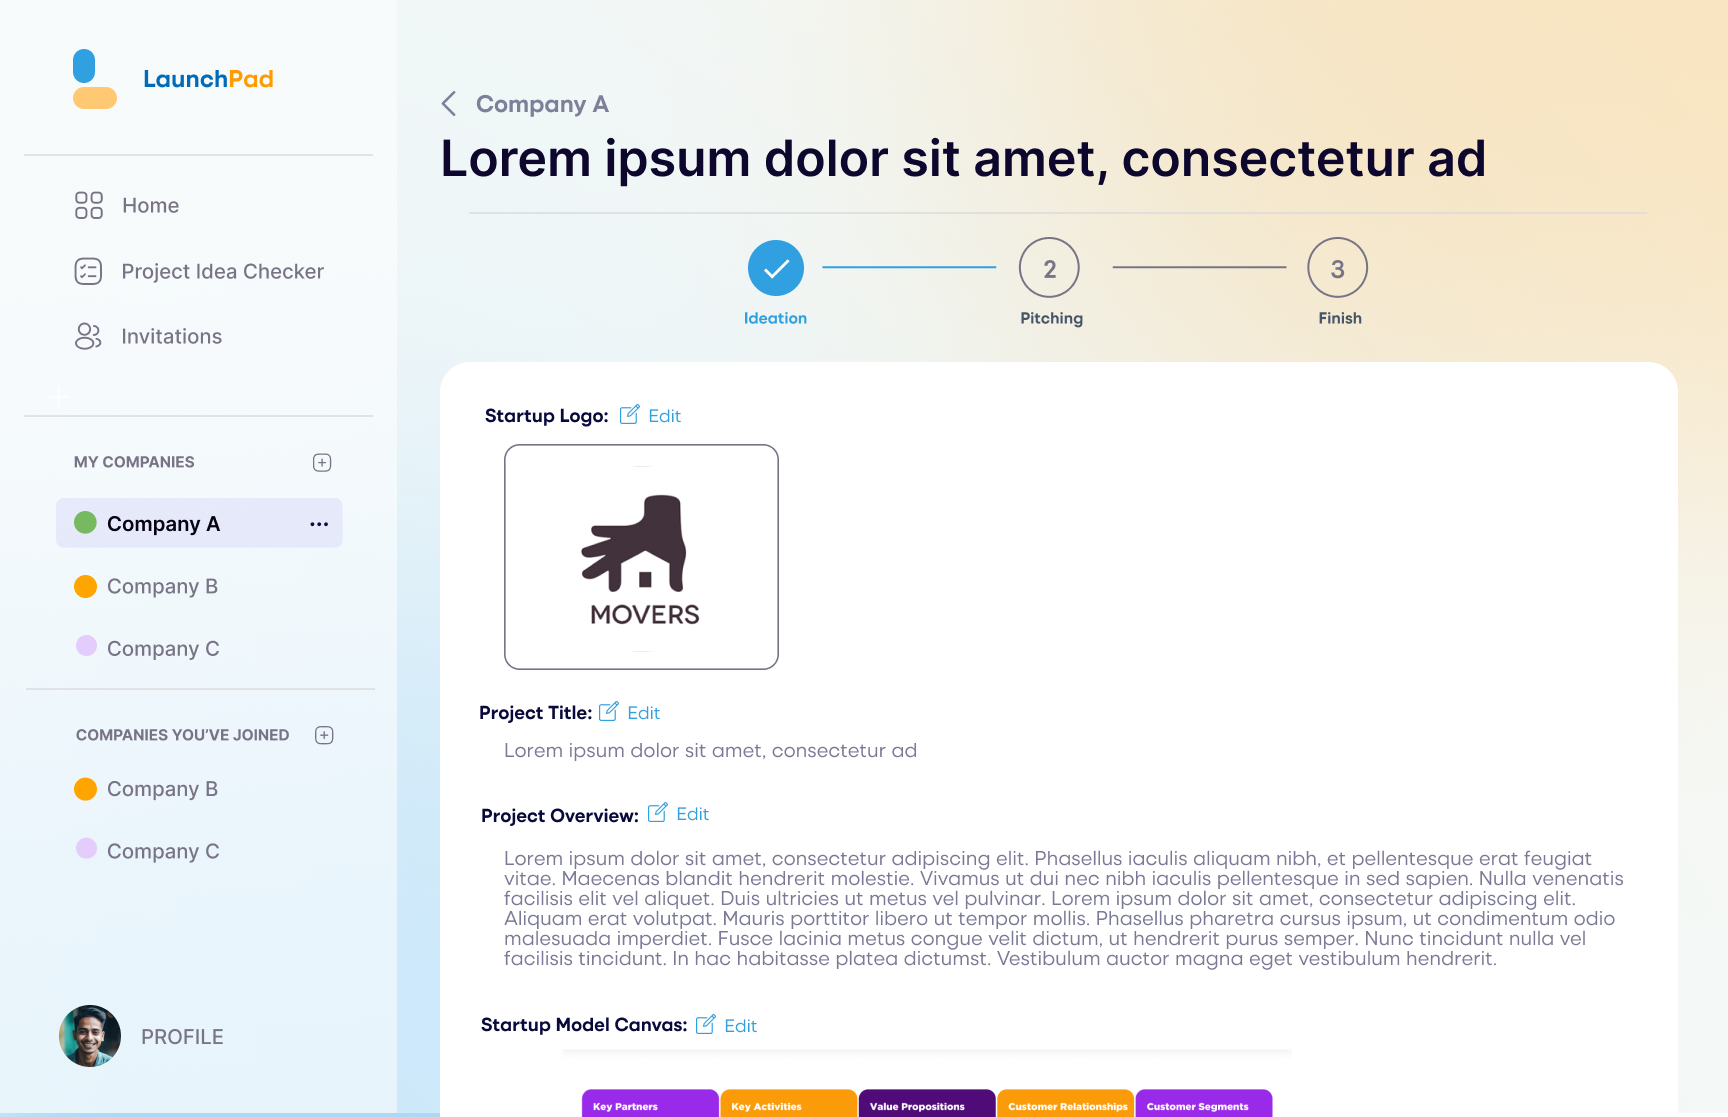 LaunchPad
Home
Project Idea Checker
Invitations
MY COMPANIES
Company A
Company B
Company C
COMPANIES YOU’VE JOINED
Company B
Company C
PROFILE
Company A
Lorem ipsum dolor sit amet, consectetur ad
2
3
Ideation
Pitching
Finish
Startup Logo: Edit
MOVERS
Project Title: Edit
Lorem ipsum dolor sit amet, consectetur ad
Project Overview: Edit
Lorem ipsum dolor sit amet, consectetur adipiscing elit. Phasellus iaculis aliquam nibh, et pellentesque erat feugiat
vitae. Maecenas blandit hendrerit molestie. Vivamus ut dui nec nibh iaculis pellentesque in sed sapien. Nulla venenatis
facilisis elit vel aliquet. Duis ultricies ut metus vel pulvinar. Lorem ipsum dolor sit amet, consectetur adipiscing elit.
Aliquam erat volutpat. Mauris porttitor libero ut tempor mollis. Phasellus pharetra cursus ipsum, ut condimentum odio
malesuada imperdiet. Fusce lacinia metus congue velit dictum, ut hendrerit purus semper. Nunc tincidunt nulla vel
facilisis tincidunt. In hac habitasse platea dictumst. Vestibulum auctor magna eget vestibulum hendrerit.
Startup Model Canvas: Edit
Key Partners
Key Activities
Value Propositions
Customer Relationships
Customer Segments